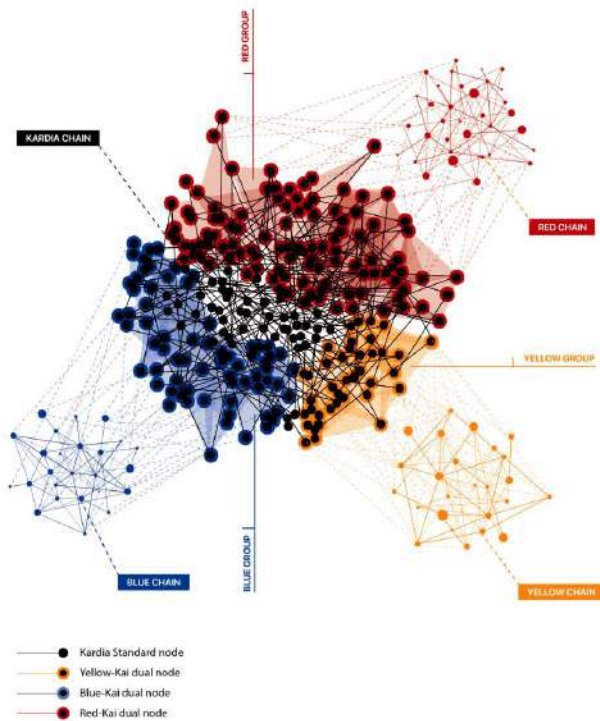 RED GROUP
KARDIA CHAIN
RED CHAIN
YELLOW GROUP
BLUE GROUP
BLUE CHAIN
YELLOW CHAIN
Kardia Standard node
Yellow-Kai dual node
Blue-Kai dual node
Red-Kai dual node